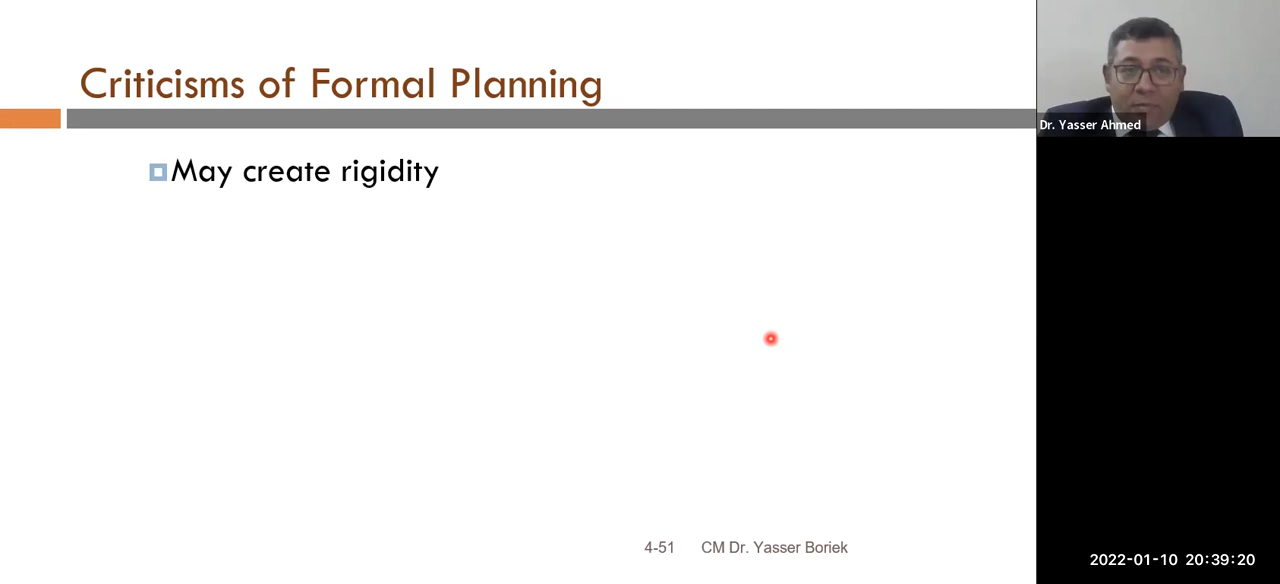 Criticisms of Formal Planning
Dr. Yasser Ahmed
May create rigidity
4-51 CM Dr. Yasser Boriek
2022-01-10 20:39:20